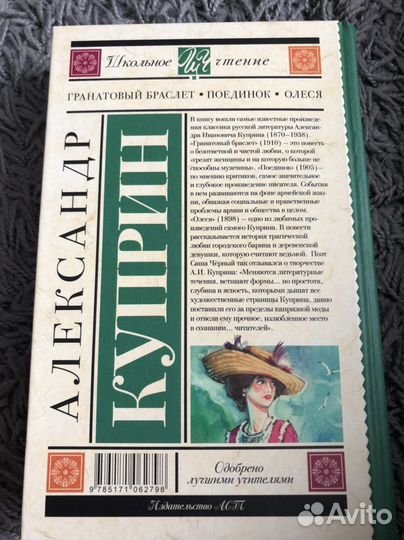 Школьное чтение
ГРАНАТОВЫЙ БРАСЛЕТ • ПОЕДИНОК • ОЛЕСЯ
АЛЕКСАНДР
КУПРИН
В книгу вошли самые известные произведения
классика русской литературы Александ-
ра Ивановича Куприна (1870–1938).
«Гранатовый браслет» (1910) — это повесть
о безответной и чистой любви, о которой
«грезят женщины и на которую больше не
способны мужчины». «Поединок» (1905)—
по мнению критиков, самое значительное
и глубокое произведение писателя. События
в нем развиваются на фоне армейской жиз-
ни, обнажая социальные и нравственные
проблемы армии и общества в целом.
«Олеся» (1898) — одно из любимых про-
изведений самого Куприна. В повести
рассказывается история трагической
любви городского барина и деревенской
девушки, которую считают ведьмой. Поэт
Саша Чёрный так отзывался о творчестве
А.И. Куприна: «Меняются литературные
течения, ветшают формы... но простота,
глубина и ясность, которыми дышат все
художественные страницы Куприна, давно
поставили его за пределы капризной моды
и отвели ему прочное, излюбленное место
в сознании... читателей».
Одобрено
лучшими учителями
9 785171 062798
Издательство АСТ
Avito